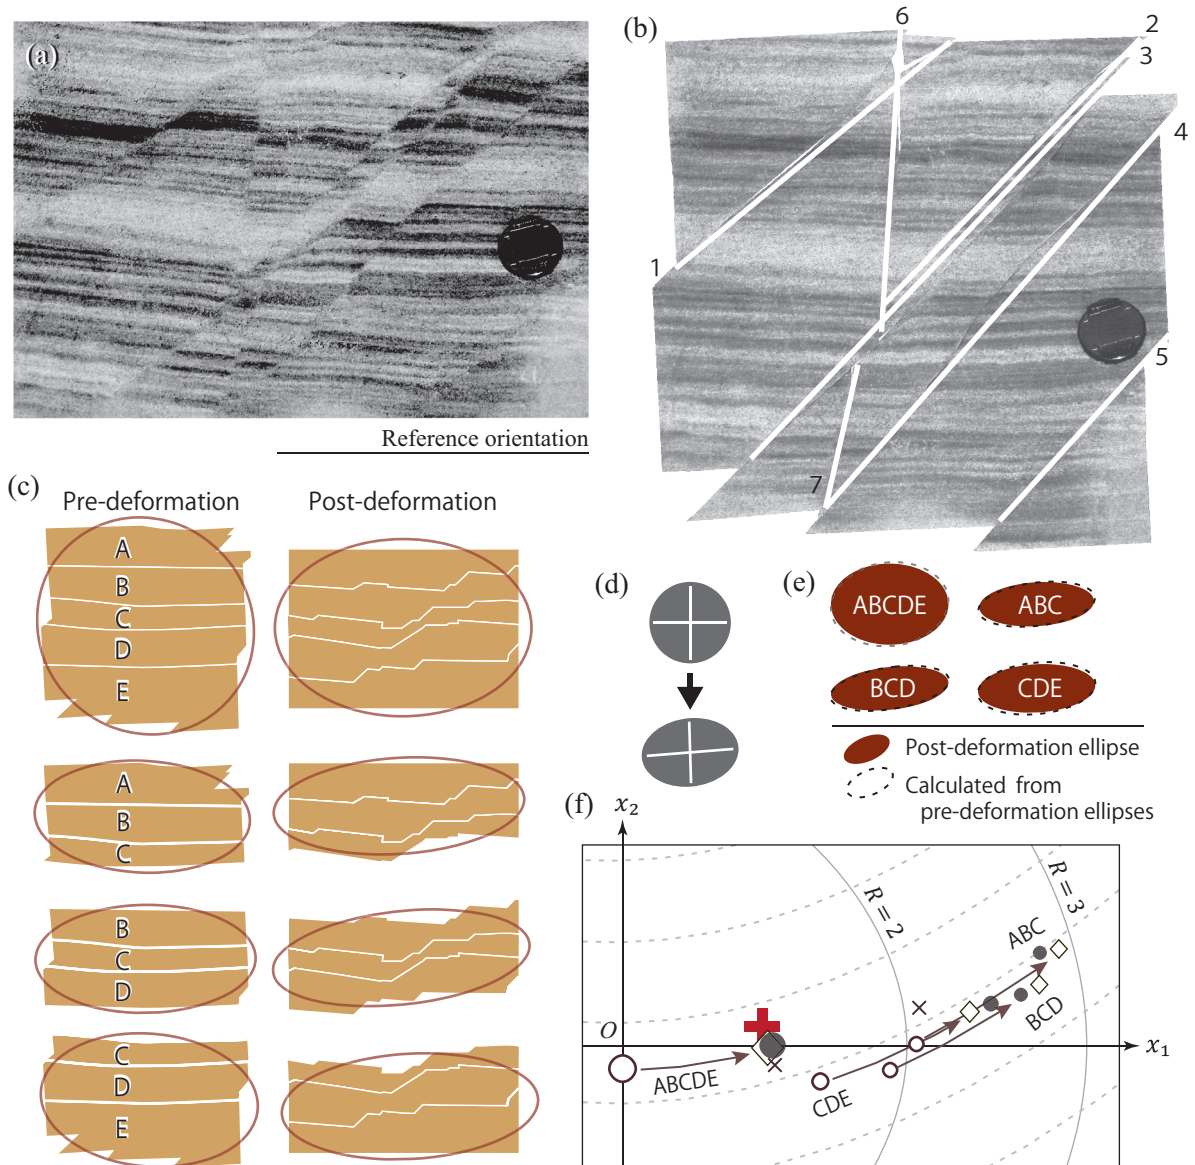 (a)
Reference orientation
(b)
6
2
3
4
1
5
7
(c)
Pre-deformation
Post-deformation
A
B
C
D
E
A
B
C
B
C
D
C
D
E
(d)
(e)
ABCDE
ABC
BCD
CDE
Post-deformation ellipse
Calculated from
pre-deformation ellipses
(f)
x₂
R = 2
R = 3
ABC
BCD
O
x₁
ABCDE
CDE